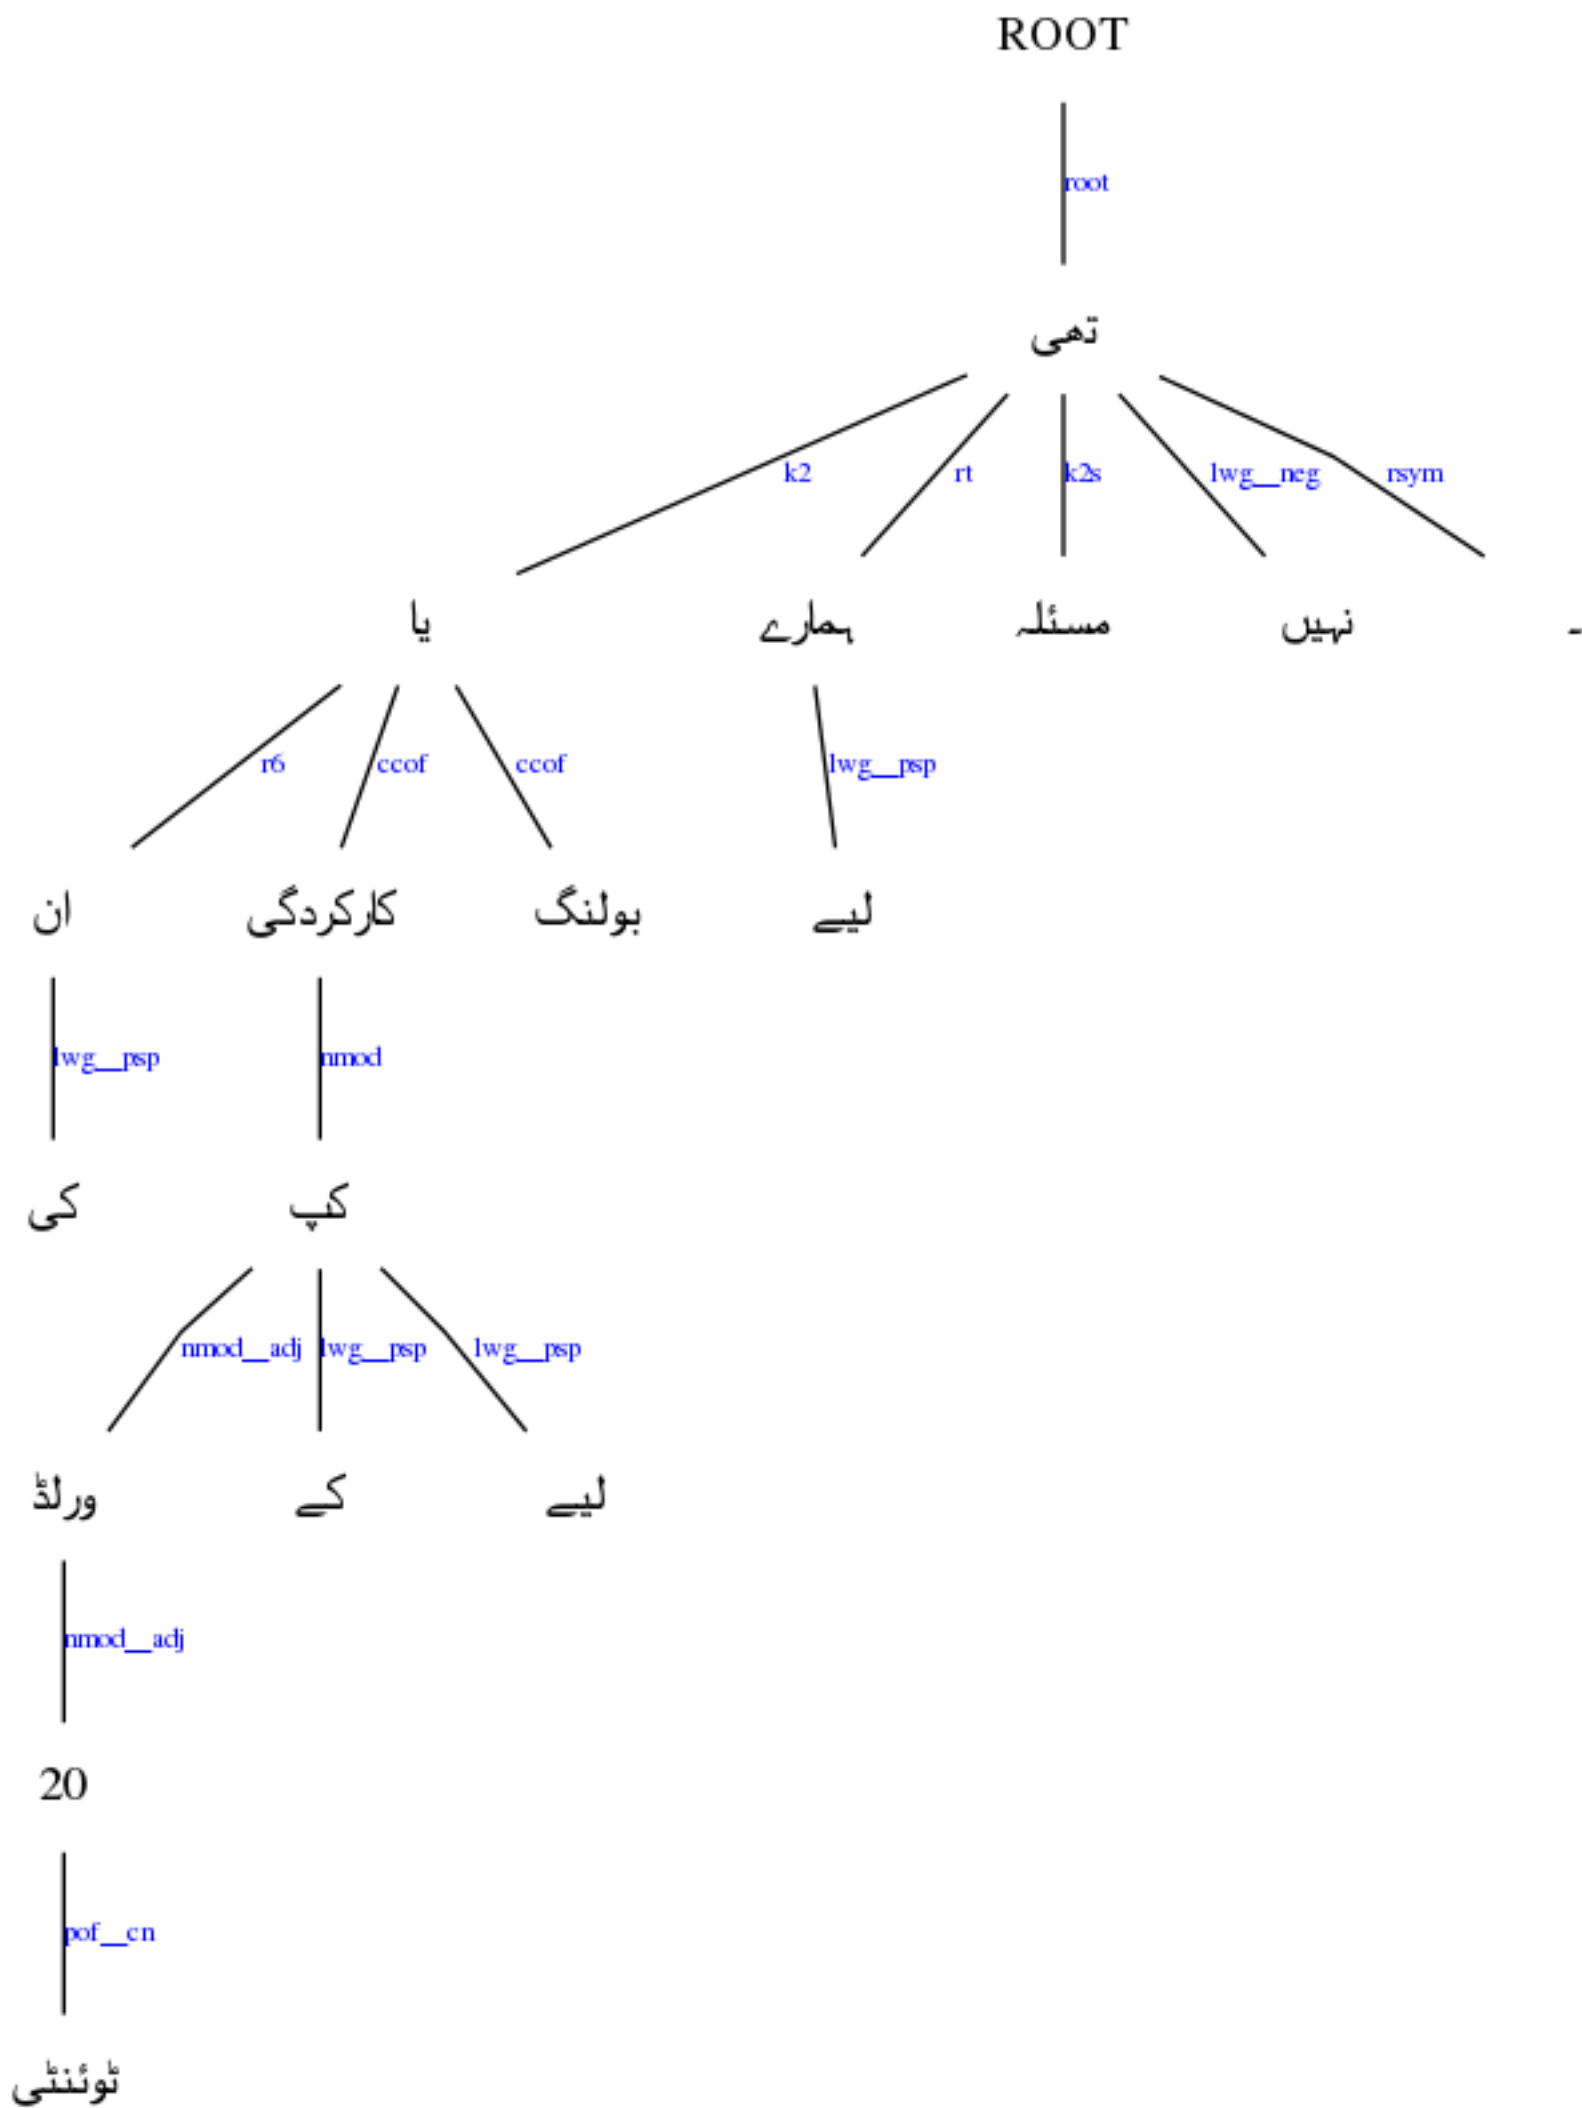 ROOT
root
تھی
k2 rt k2s lwg__neg rsym
یا ہمارے مسئلہ نہیں ۔
r6 ccof ccof lwg__psp
ان کارکردگی بولنگ لیے
lwg__psp nmod
کی کپ
nmod__adj lwg__psp lwg__psp
ورلڈ کے لیے
nmod__adj
20
pof__cn
ٹوئنٹی